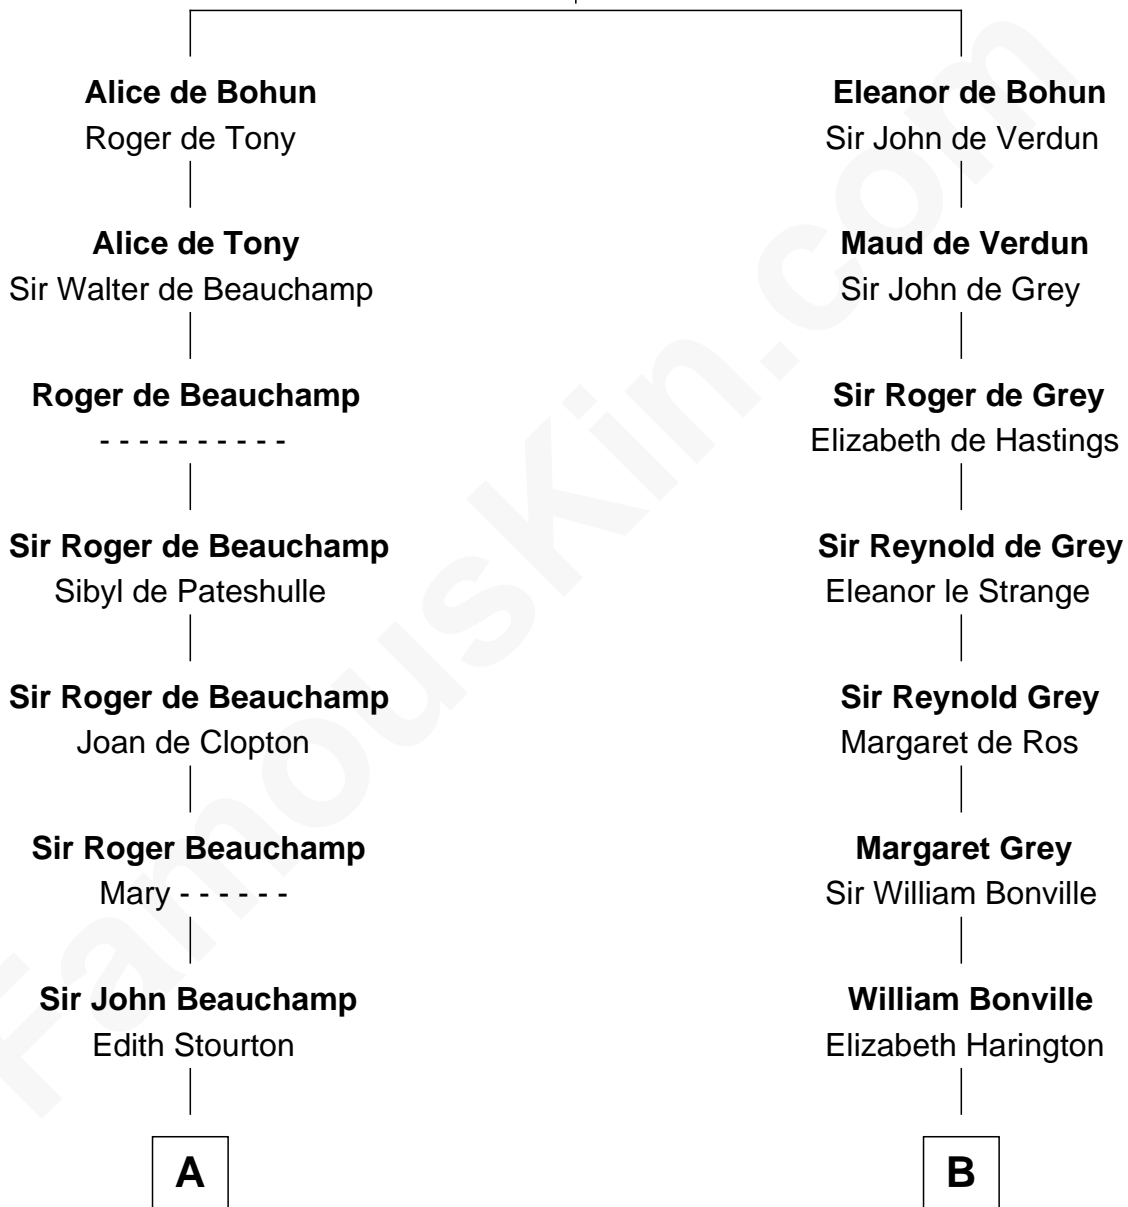 Alice de Bohun
Roger de Tony
Eleanor de Bohun
Sir John de Verdun
Alice de Tony
Sir Walter de Beauchamp
Maud de Verdun
Sir John de Grey
Roger de Beauchamp
- - - - - - - - - -
Sir Roger de Grey
Elizabeth de Hastings
Sir Roger de Beauchamp
Sibyl de Pateshulle
Sir Reynold de Grey
Eleanor le Strange
Sir Roger de Beauchamp
Joan de Clopton
Sir Reynold Grey
Margaret de Ros
Sir Roger Beauchamp
Mary - - - - - -
Margaret Grey
Sir William Bonville
Sir John Beauchamp
Edith Stourton
William Bonville
Elizabeth Harington
A
B
FamousKin.com